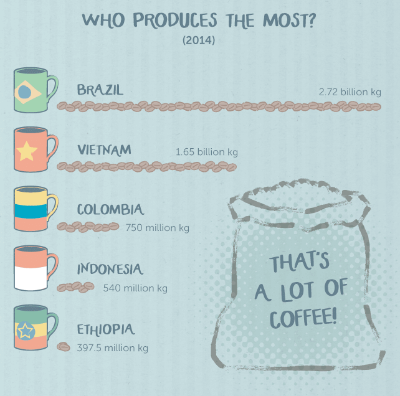 WHO PRODUCES THE MOST?
(2014)
BRAZIL
2.72 billion kg
VIETNAM
1.65 billion kg
COLOMBIA
750 million kg
INDONESIA
540 million kg
ETHIOPIA
397.5 million kg
THAT'S
A LOT OF
COFFEE!